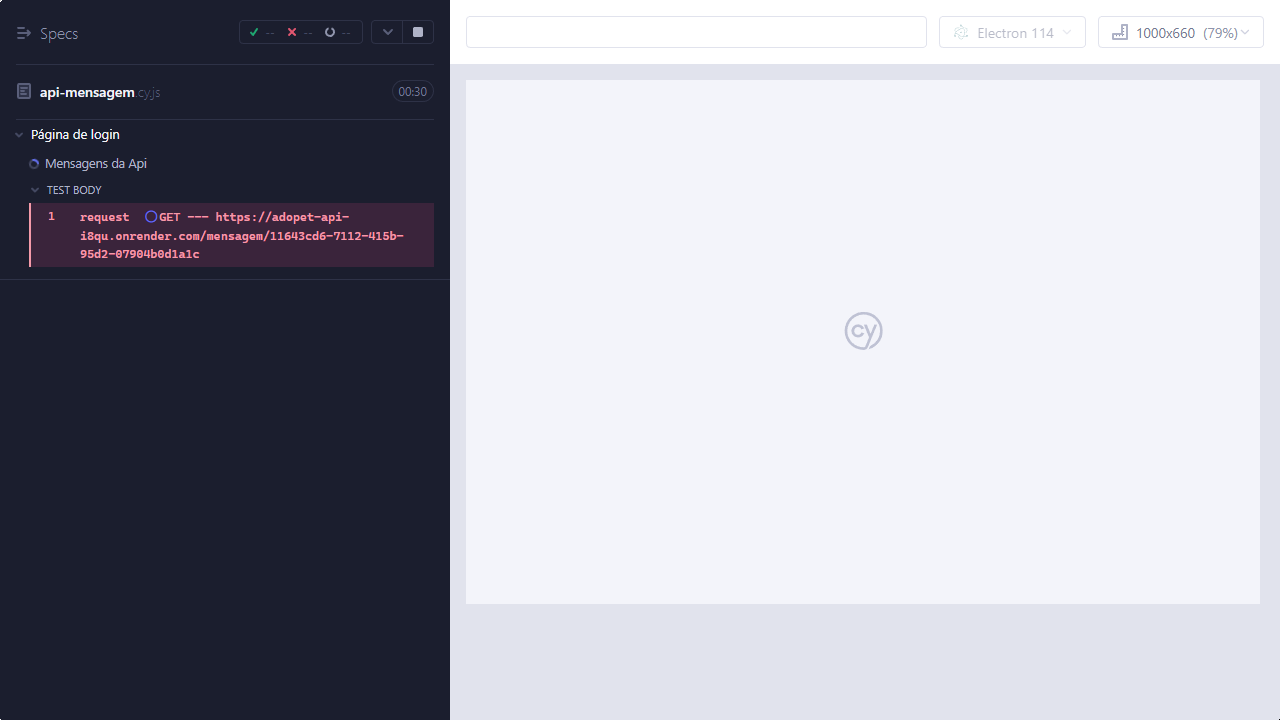 Specs
--
--
--
Electron 114
1000x660 (79%)
api-mensagem.cy.js
00:30
Página de login
Mensagens da Api
TEST BODY
1 request GET --- https://adopet-api-
i8qu.onrender.com/mensagem/11643cd6-7112-415b-
95d2-07904b0d1a1c
cy